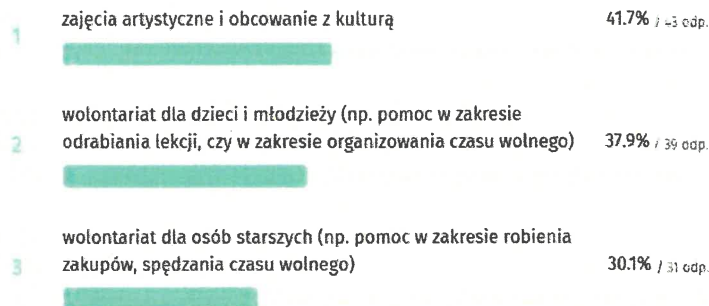 1 zajęcia artystyczne i obcowanie z kulturą 41.7% / 43 odp.
wolontariat dla dzieci i młodzieży (np. pomoc w zakresie
2 odrabiania lekcji, czy w zakresie organizowania czasu wolnego) 37.9% / 39 odp.
wolontariat dla osób starszych (np. pomoc w zakresie robienia
3 zakupów, spędzania czasu wolnego) 30.1% / 31 odp.